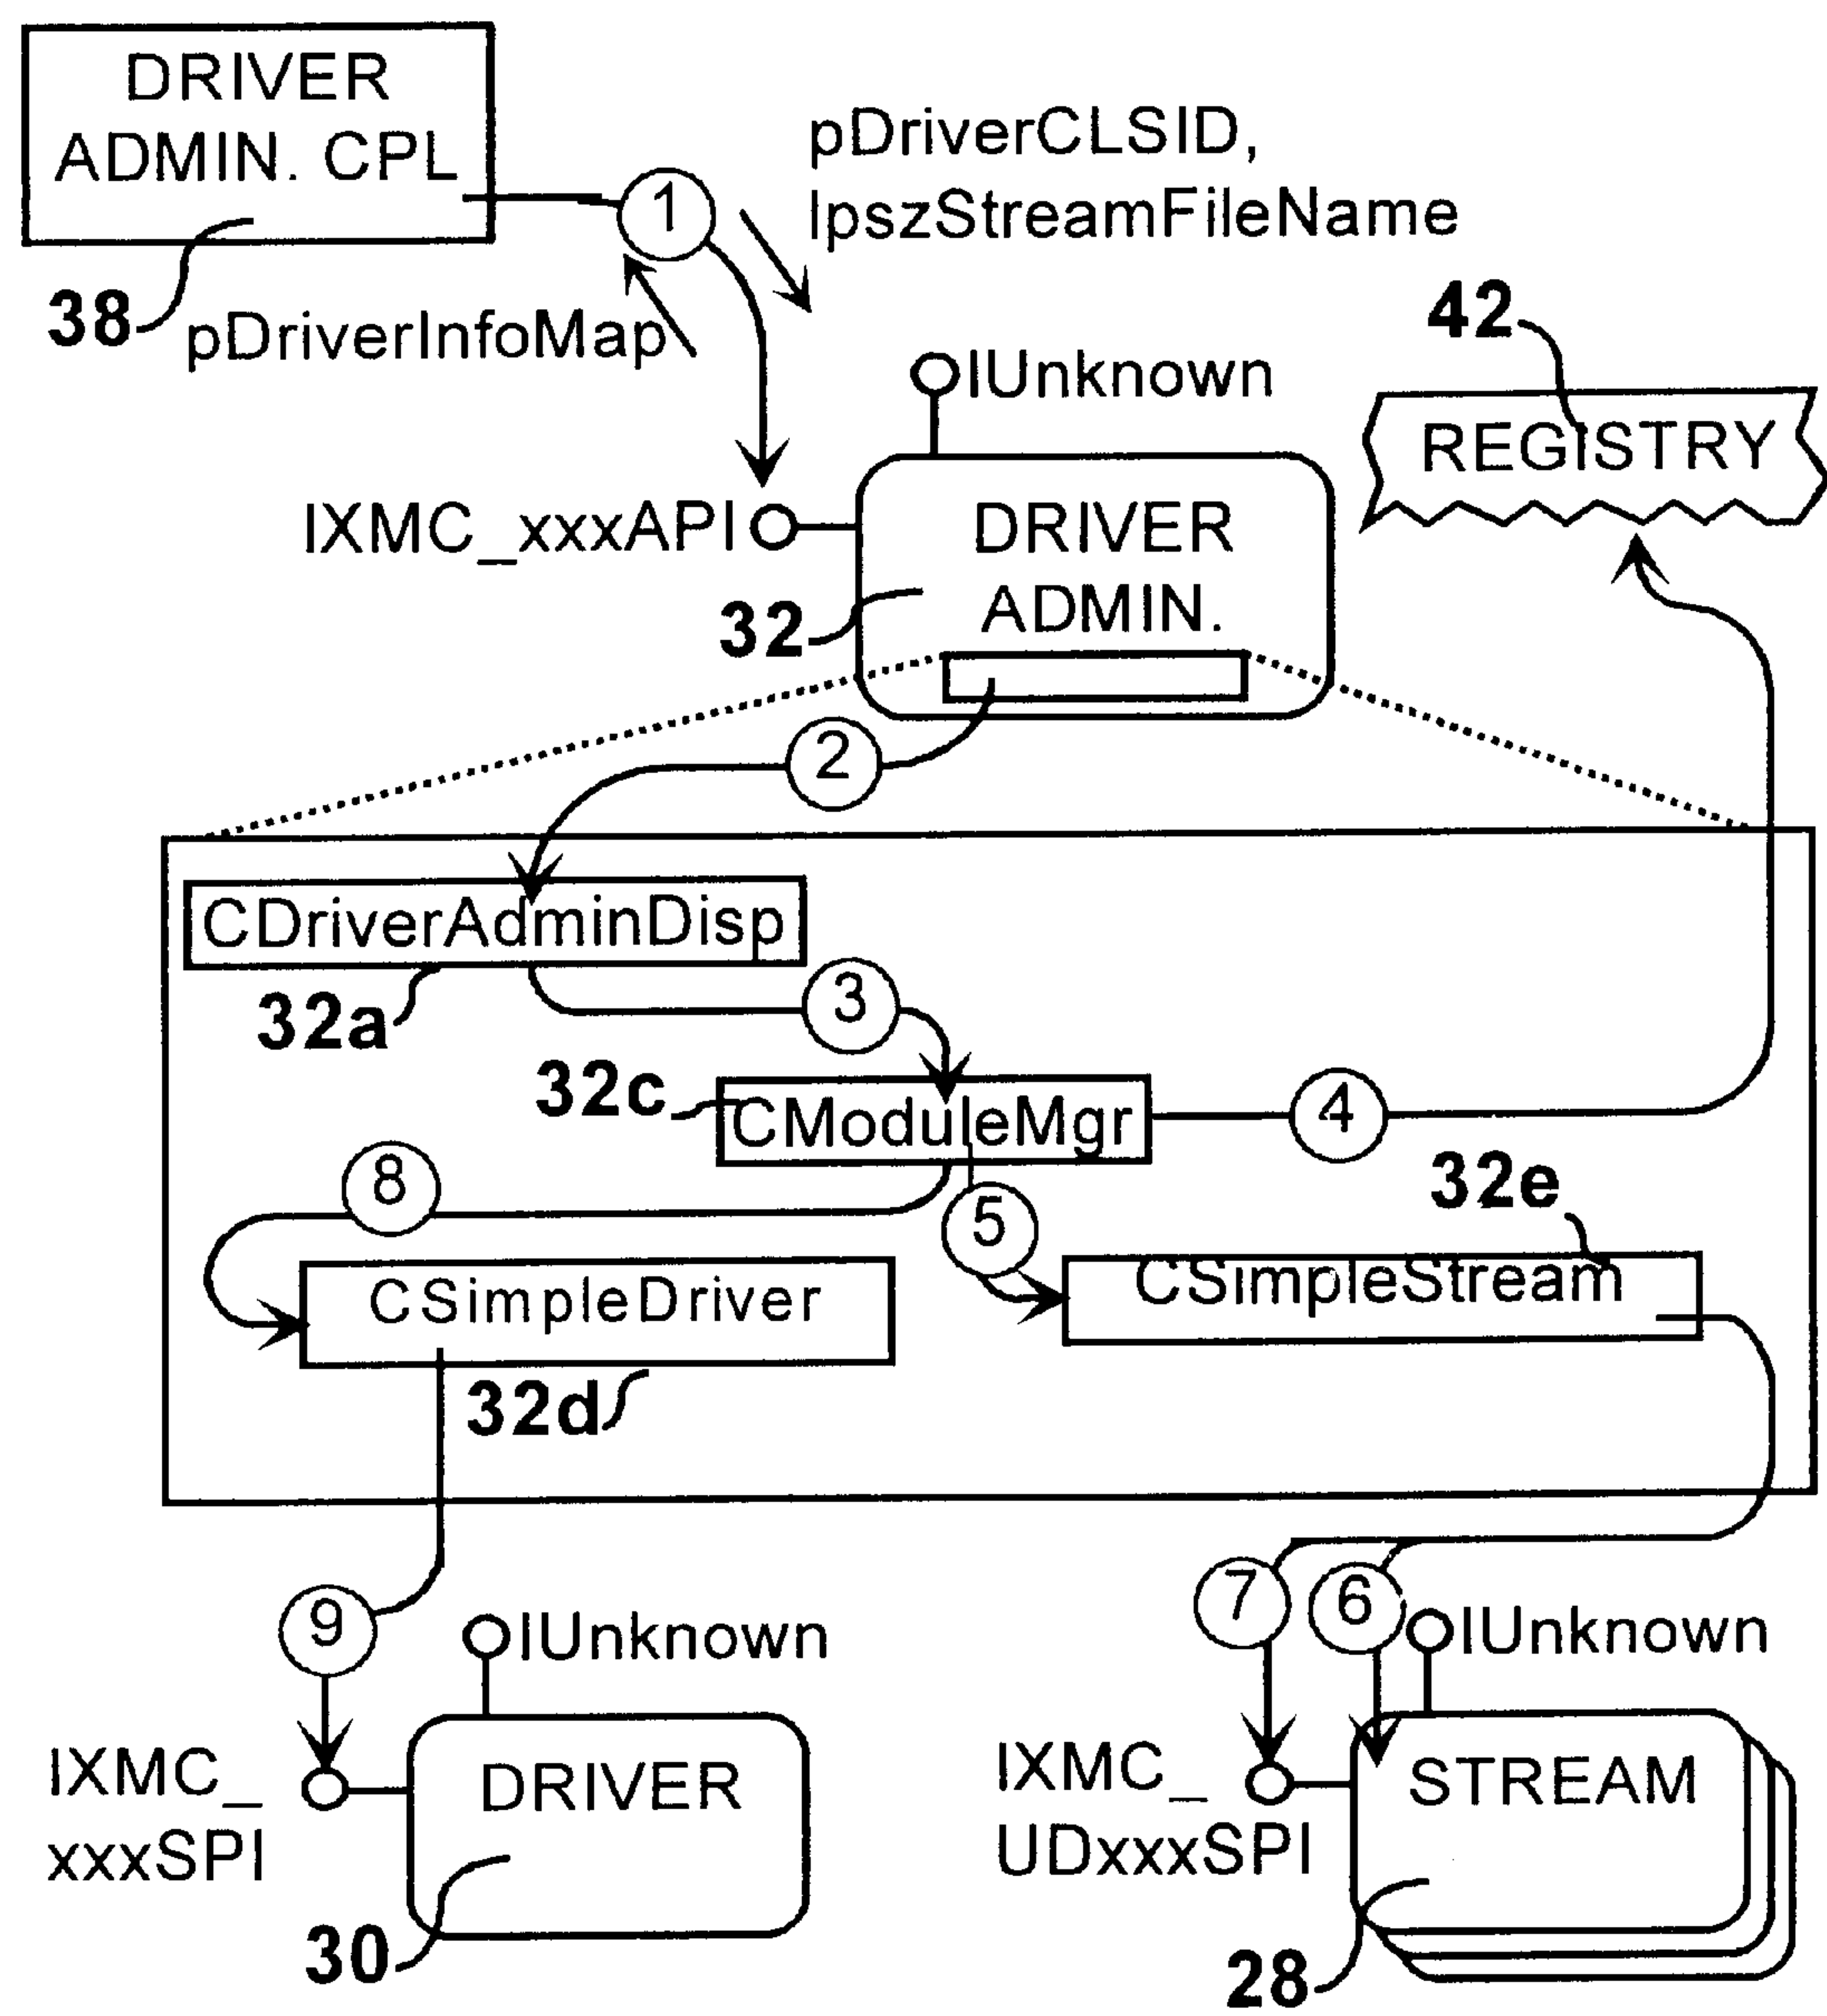 DRIVER
ADMIN. CPL
1
pDriverCLSID,
lpszStreamFileName
38
pDriverInfoMap
42
IUnknown
REGISTRY
IXMC_xxxAPI
DRIVER
ADMIN.
32
2
CDriverAdminDisp
32a
3
32c
CModuleMgr
4
8
5
32e
CSimpleDriver
CSimpleStream
32d
7
6
9
IUnknown
IUnknown
IXMC_
xxxSPI
DRIVER
IXMC_
UDxxxSPI
STREAM
30
28